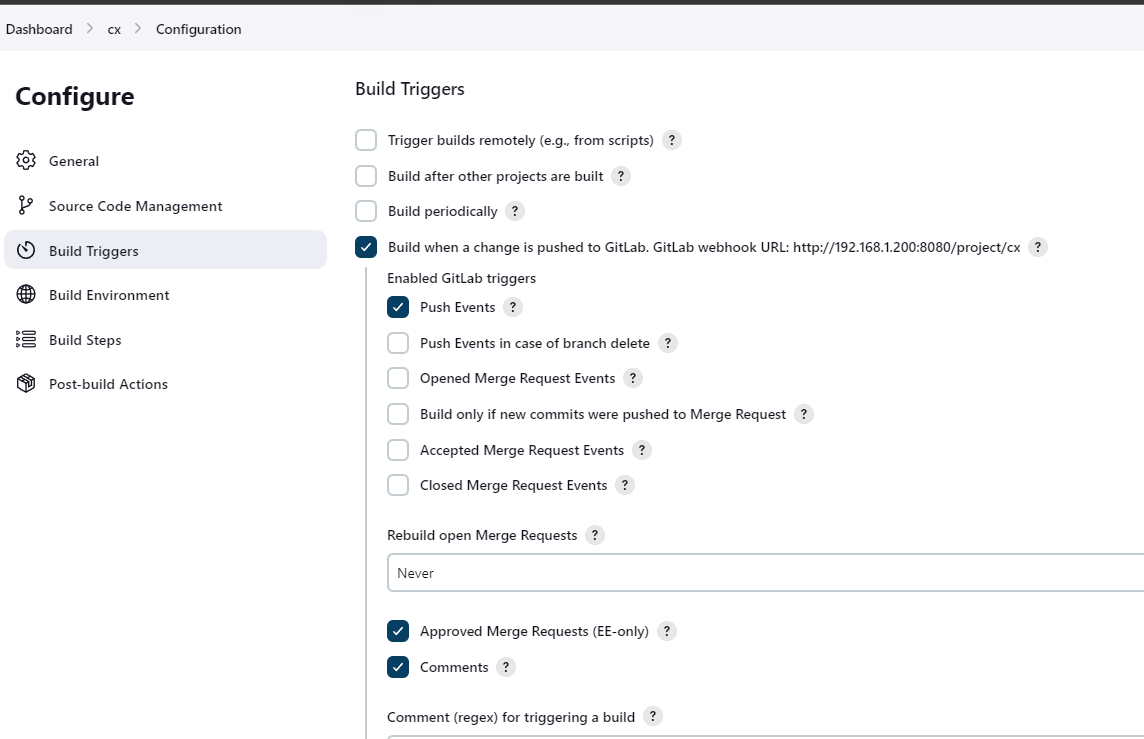 Dashboard > cx > Configuration
Configure
General
Source Code Management
Build Triggers
Build Environment
Build Steps
Post-build Actions
Build Triggers
Trigger builds remotely (e.g., from scripts) ?
Build after other projects are built ?
Build periodically ?
Build when a change is pushed to GitLab. GitLab webhook URL: http://192.168.1.200:8080/project/cx ?
Enabled GitLab triggers
Push Events ?
Push Events in case of branch delete ?
Opened Merge Request Events ?
Build only if new commits were pushed to Merge Request ?
Accepted Merge Request Events ?
Closed Merge Request Events ?
Rebuild open Merge Requests ?
Never
Approved Merge Requests (EE-only) ?
Comments ?
Comment (regex) for triggering a build ?